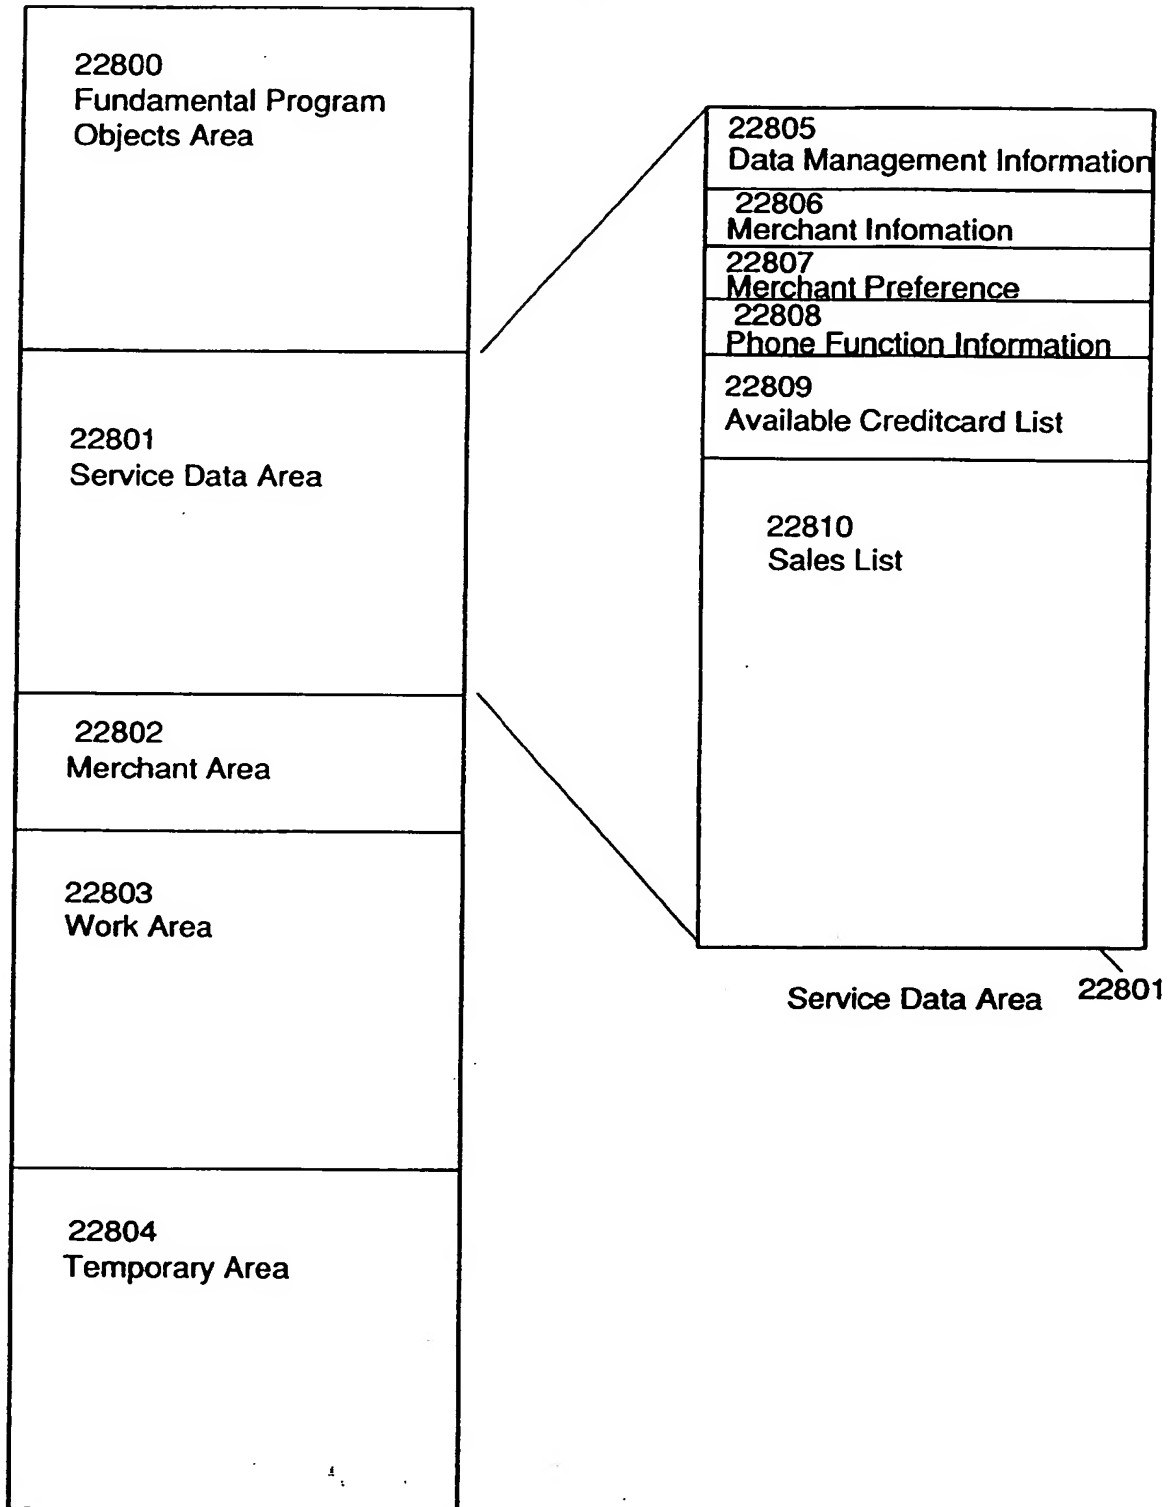 22800
Fundamental Program
Objects Area
22801
Service Data Area
22802
Merchant Area
22803
Work Area
22804
Temporary Area
22805
Data Management Information
22806
Merchant Infomation
22807
Merchant Preference
22808
Phone Function Information
22809
Available Creditcard List
22810
Sales List
Service Data Area 22801